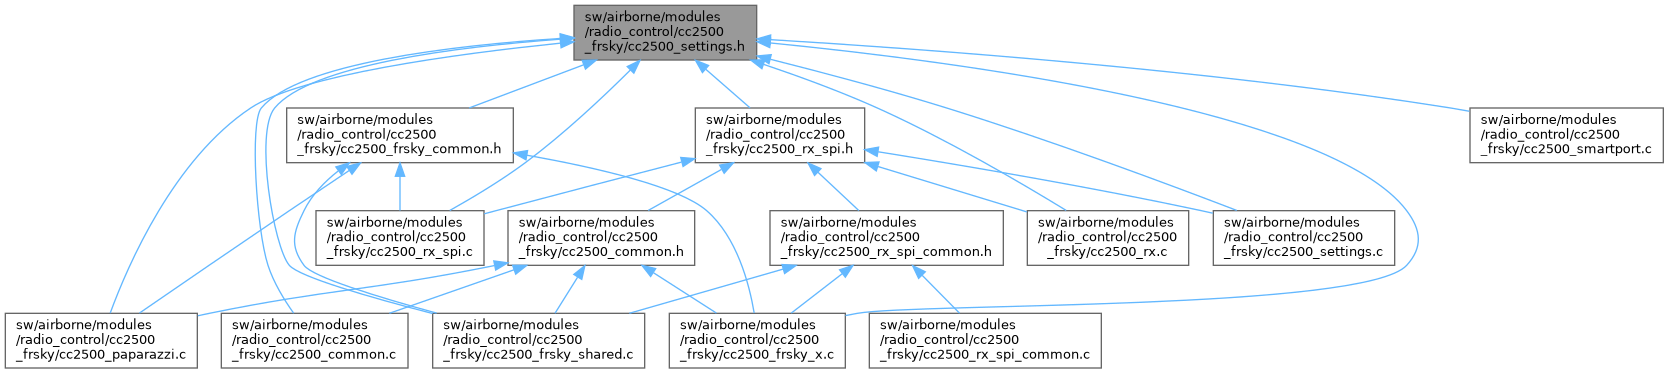 sw/airborne/modules
/radio_control/cc2500
_frsky/cc2500_settings.h
sw/airborne/modules
/radio_control/cc2500
_frsky/cc2500_frsky_common.h
sw/airborne/modules
/radio_control/cc2500
_frsky/cc2500_rx_spi.h
sw/airborne/modules
/radio_control/cc2500
_frsky/cc2500_smartport.c
sw/airborne/modules
/radio_control/cc2500
_frsky/cc2500_rx_spi.c
sw/airborne/modules
/radio_control/cc2500
_frsky/cc2500_common.h
sw/airborne/modules
/radio_control/cc2500
_frsky/cc2500_rx_spi_common.h
sw/airborne/modules
/radio_control/cc2500
_frsky/cc2500_rx.c
sw/airborne/modules
/radio_control/cc2500
_frsky/cc2500_settings.c
sw/airborne/modules
/radio_control/cc2500
_frsky/cc2500_paparazzi.c
sw/airborne/modules
/radio_control/cc2500
_frsky/cc2500_common.c
sw/airborne/modules
/radio_control/cc2500
_frsky/cc2500_frsky_shared.c
sw/airborne/modules
/radio_control/cc2500
_frsky/cc2500_frsky_x.c
sw/airborne/modules
/radio_control/cc2500
_frsky/cc2500_rx_spi_common.c